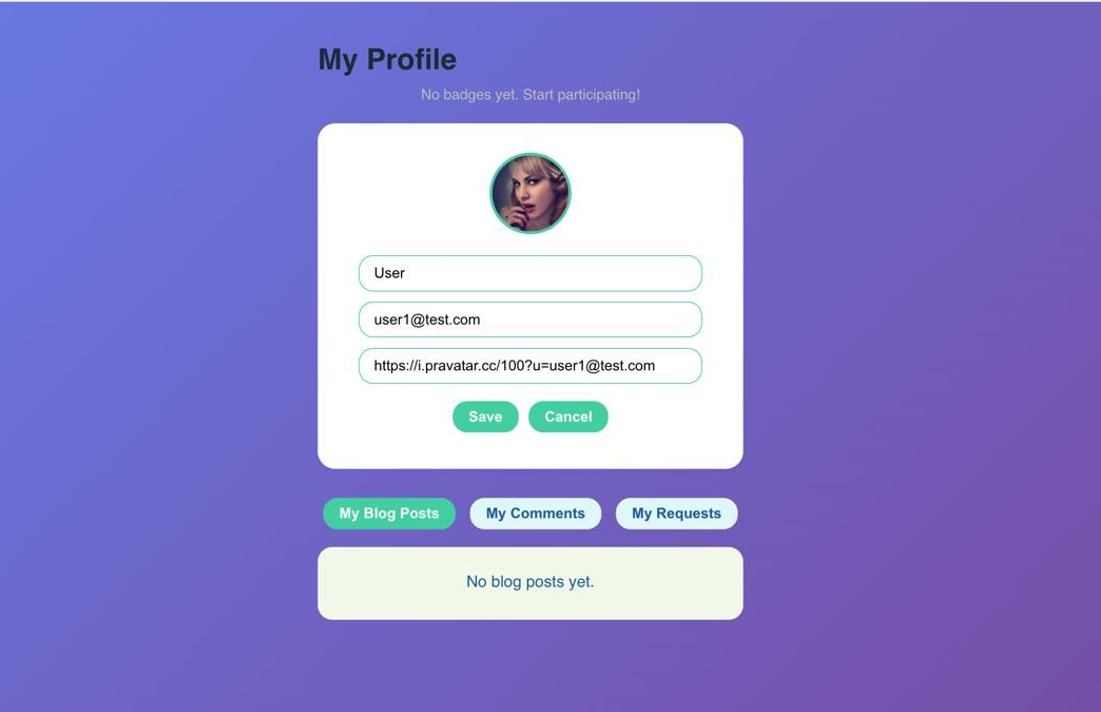 My Profile
No badges yet. Start participating!
User
user1@test.com
https://i.pravatar.cc/100?u=user1@test.com
Save Cancel
My Blog Posts My Comments My Requests
No blog posts yet.